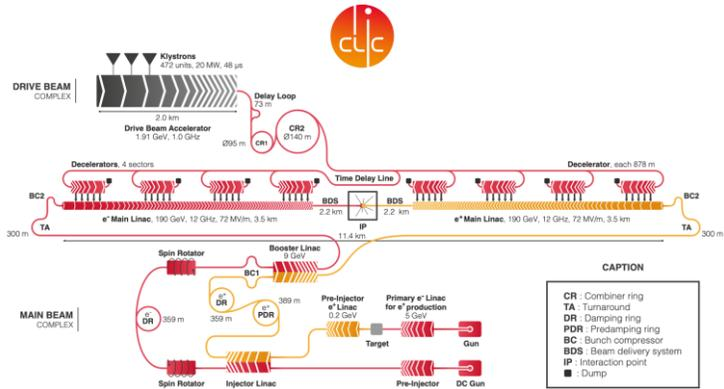 clic
Klystrons
472 units, 20 MW, 48 µs
DRIVE BEAM
COMPLEX
Delay Loop
73 m
2.0 km
Drive Beam Accelerator
1.91 GeV, 1.0 GHz
CR2
Ø140 m
Ø95 m
CR1
Decelerators, 4 sectors
Time Delay Line
Decelerator, each 878 m
BC2
BDS
2.2 km
BDS
2.2 km
BC2
e⁻ Main Linac, 190 GeV, 12 GHz, 72 MV/m, 3.5 km
IP
e⁺ Main Linac, 190 GeV, 12 GHz, 72 MV/m, 3.5 km
TA
300 m
11.4 km
TA
300 m
Spin Rotator
Booster Linac
9 GeV
BC1
CAPTION
CR : Combiner ring
TA : Turnaround
DR : Damping ring
PDR : Predamping ring
BC : Bunch compressor
BDS : Beam delivery system
IP : Interaction point
: Dump
MAIN BEAM
COMPLEX
e⁻
DR
359 m
e⁺
DR
359 m
e⁺
PDR
389 m
Pre-Injector
e⁺ Linac
0.2 GeV
Primary e⁻ Linac
for e⁺ production
5 GeV
Target
Gun
Spin Rotator
Injector Linac
Pre-Injector
DC Gun